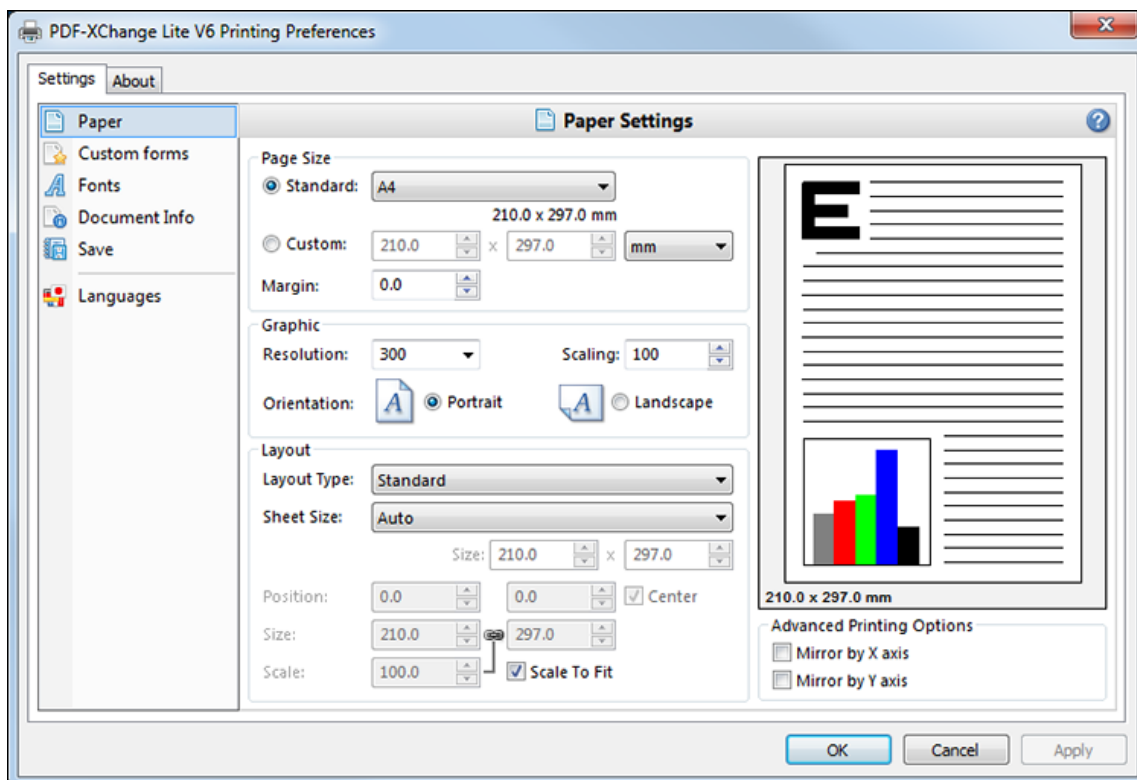 PDF-XChange Lite V6 Printing Preferences
Settings About
Paper
Custom forms
Fonts
Document Info
Save
Languages
Paper Settings
Page Size
Standard: A4
210.0 x 297.0 mm
Custom: 210.0 x 297.0 mm
Margin: 0.0
Graphic
Resolution: 300 Scaling: 100
Orientation: A Portrait A Landscape
Layout
Layout Type: Standard
Sheet Size: Auto
Size: 210.0 x 297.0
Position: 0.0 0.0 Center
Size: 210.0 297.0
Scale: 100.0 Scale To Fit
E
210.0 x 297.0 mm
Advanced Printing Options
Mirror by X axis
Mirror by Y axis
OK Cancel Apply